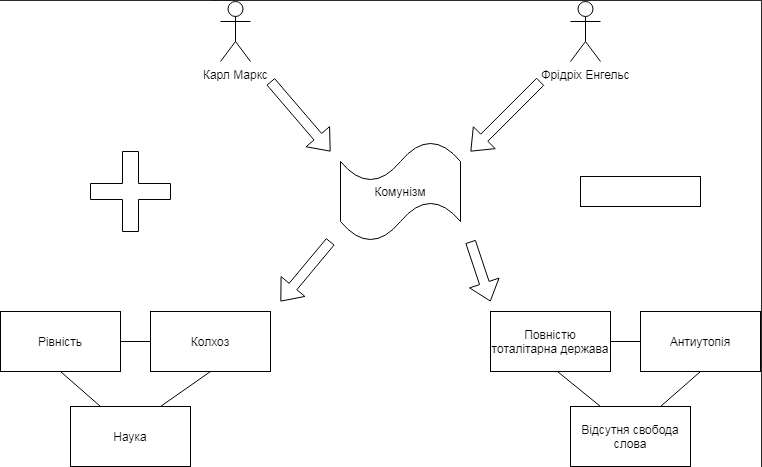 Карл Маркс
Фрідріх Енгельс
Комунізм
Рівність
Колхоз
Наука
Повністю
тоталітарна держава
Антиутопія
Відсутня свобода
слова